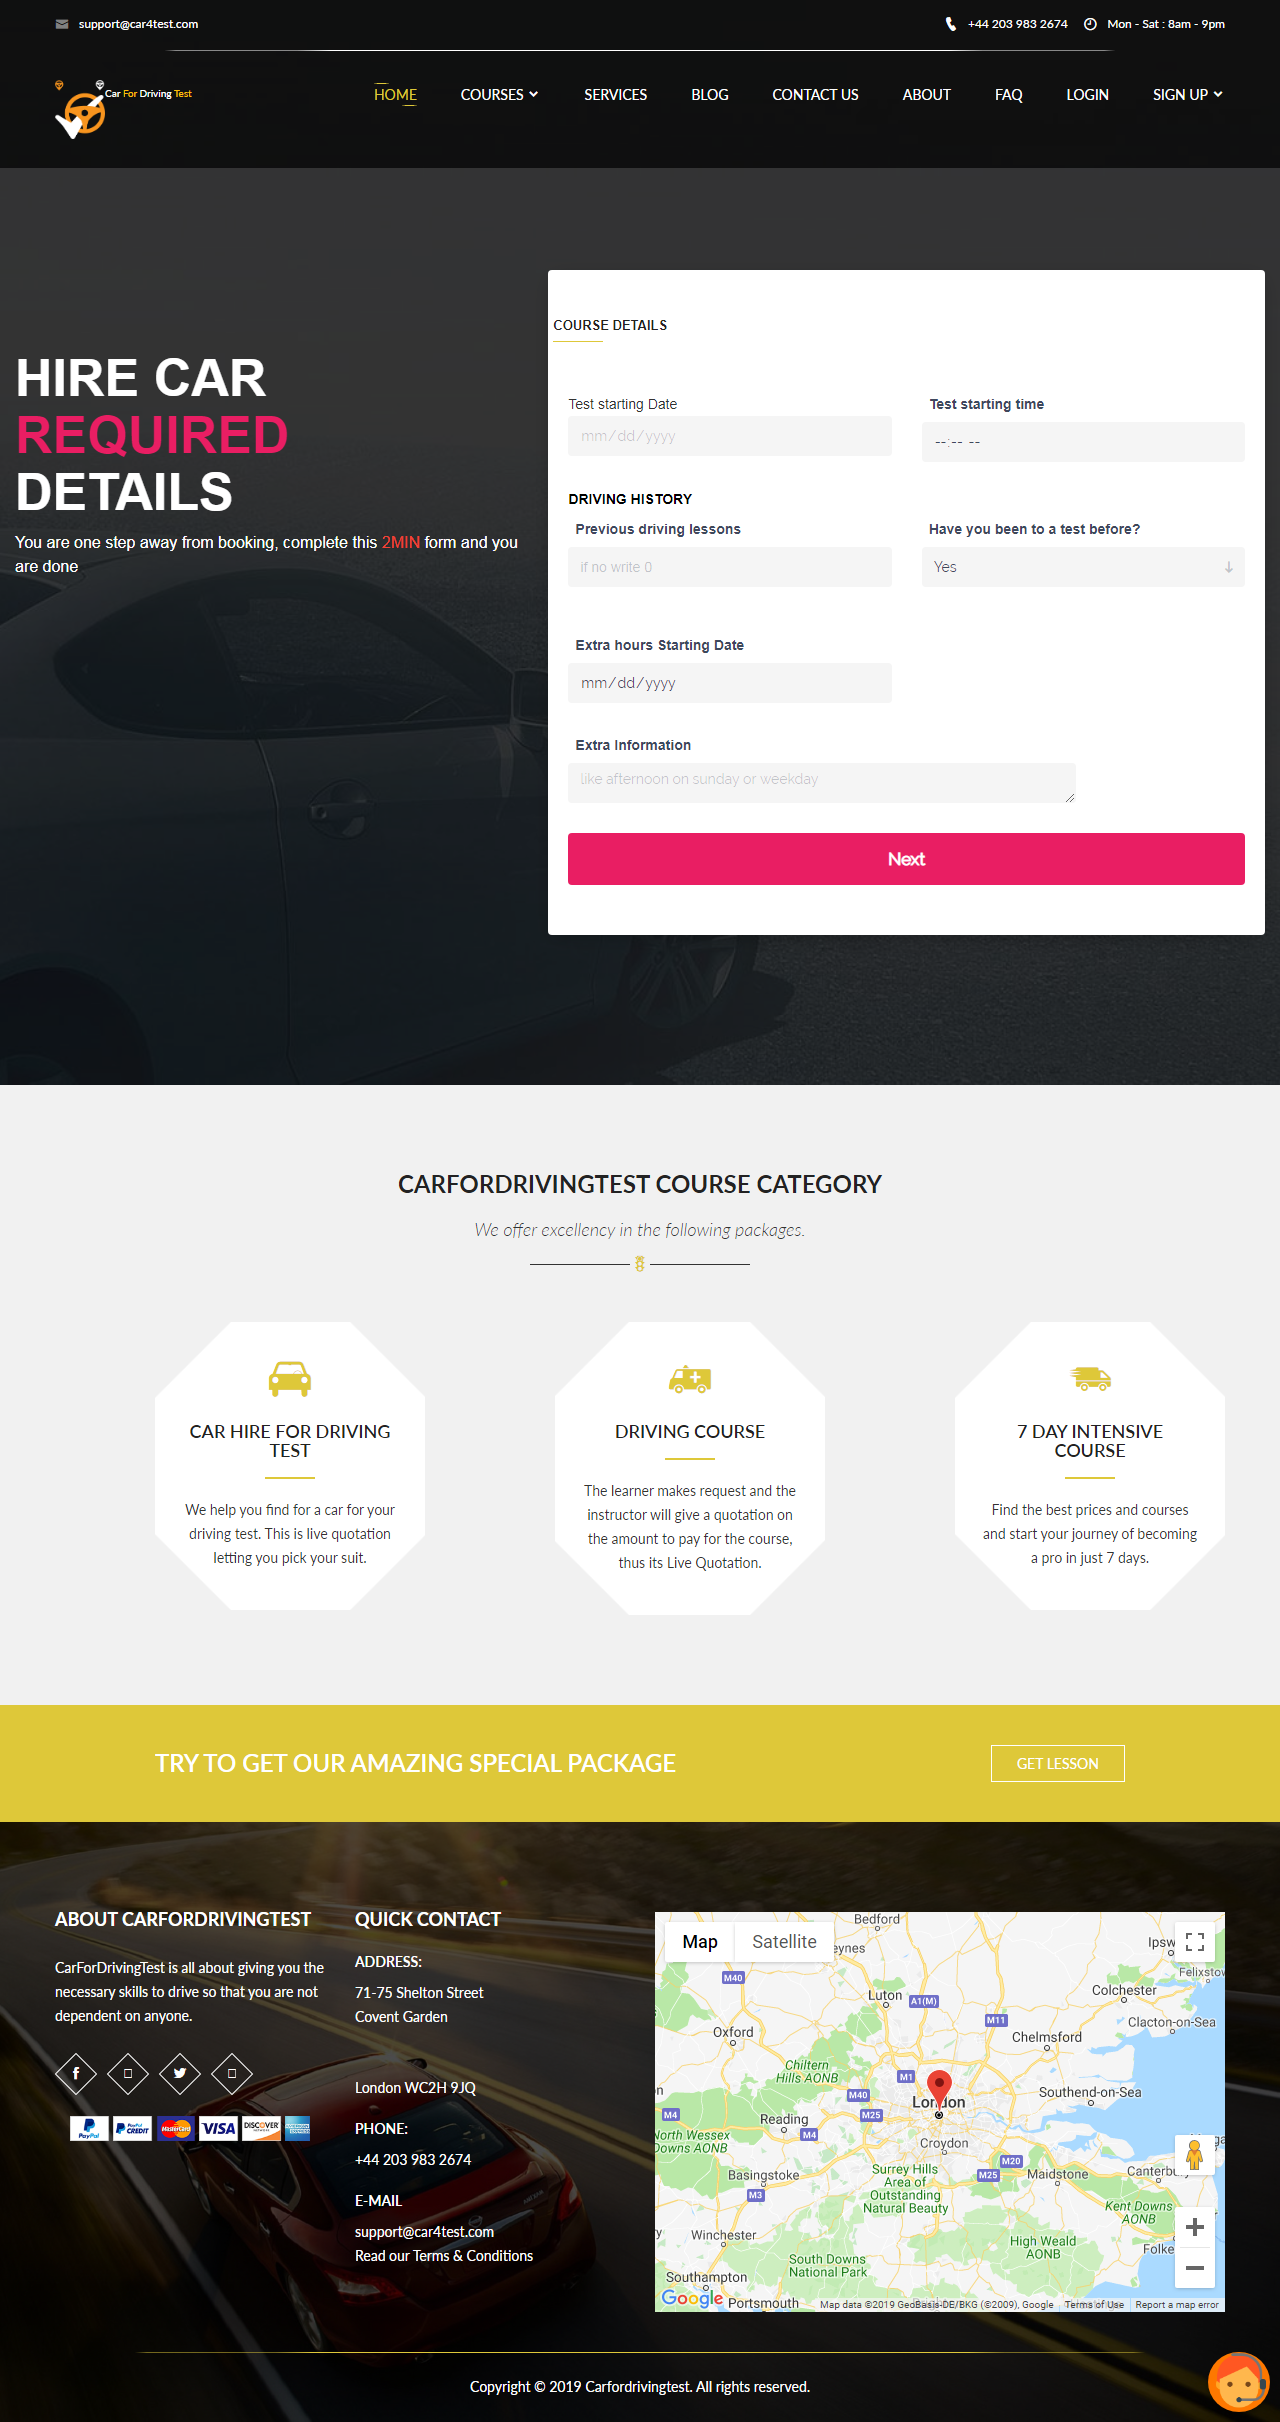 support@car4test.com
+44 203 983 2674
Mon - Sat : 8am - 9pm
Car For Driving Test
HOME
COURSES
SERVICES
BLOG
CONTACT US
ABOUT
FAQ
LOGIN
SIGN UP
HIRE CAR
REQUIRED
DETAILS
You are one step away from booking, complete this 2MIN form and you
are done
COURSE DETAILS
Test starting Date
Test starting time
mm/dd/yyyy
--:-- --
DRIVING HISTORY
Previous driving lessons
Have you been to a test before?
if no write 0
Yes
Extra hours Starting Date
mm/dd/yyyy
Extra Information
like afternoon on sunday or weekday
Next
CARFORDRIVINGTEST COURSE CATEGORY
We offer excellency in the following packages.
CAR HIRE FOR DRIVING
TEST
We help you find for a car for your
driving test. This is live quotation
letting you pick your suit.
DRIVING COURSE
The learner makes request and the
instructor will give a quotation on
the amount to pay for the course,
thus its Live Quotation.
7 DAY INTENSIVE
COURSE
Find the best prices and courses
and start your journey of becoming
a pro in just 7 days.
TRY TO GET OUR AMAZING SPECIAL PACKAGE
GET LESSON
ABOUT CARFORDRIVINGTEST
CarForDrivingTest is all about giving you the
necessary skills to drive so that you are not
dependent on anyone.
PayPal
PayPal CREDIT
MasterCard
VISA
DISCOVER
QUICK CONTACT
ADDRESS:
71-75 Shelton Street
Covent Garden
London WC2H 9JQ
PHONE:
+44 203 983 2674
E-MAIL
support@car4test.com
Read our Terms & Conditions
Map
Satellite
Bedford
eynes
Ipsw
Felixstow
M40
Luton
A1(M)
Colchester
M11
Clacton-on-Sea
Oxford
Chelmsford
Chiltern
Hills AONB
M1
M40
London
Southend-on-Sea
M4
Reading
M25
M4
North Wessex
Downs AONB
Croydon
M20
Basingstoke
Surrey Hills
Area of
Outstanding
Natural Beauty
M25
Maidstone
Canterbury
M3
Kent Downs
AONB
Winchester
High Weald
AONB
Folke
South Downs
National Park
Southampton
Google
Portsmouth
Map data ©2019 GeoBasis-DE/BKG (©2009), Google
Terms of Use
Report a map error
Copyright © 2019 Carfordrivingtest. All rights reserved.